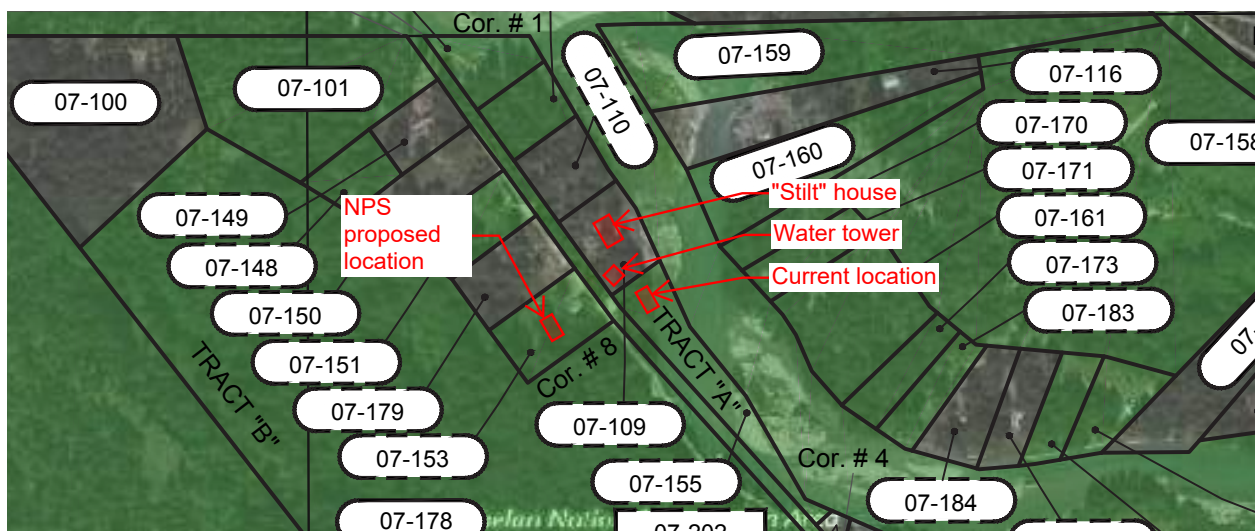 Cor. # 1
07-159
07-116
07-100
07-101
07-110
07-170
07-158
07-160
07-171
"Stilt" house
07-149
NPS
proposed
location
07-161
Water tower
07-148
07-173
Current location
07-150
07-183
TRACT "A"
07-151
TRACT "B"
Cor. # 8
07-179
07-109
07-153
Cor. # 4
07-155
07-184
07-178